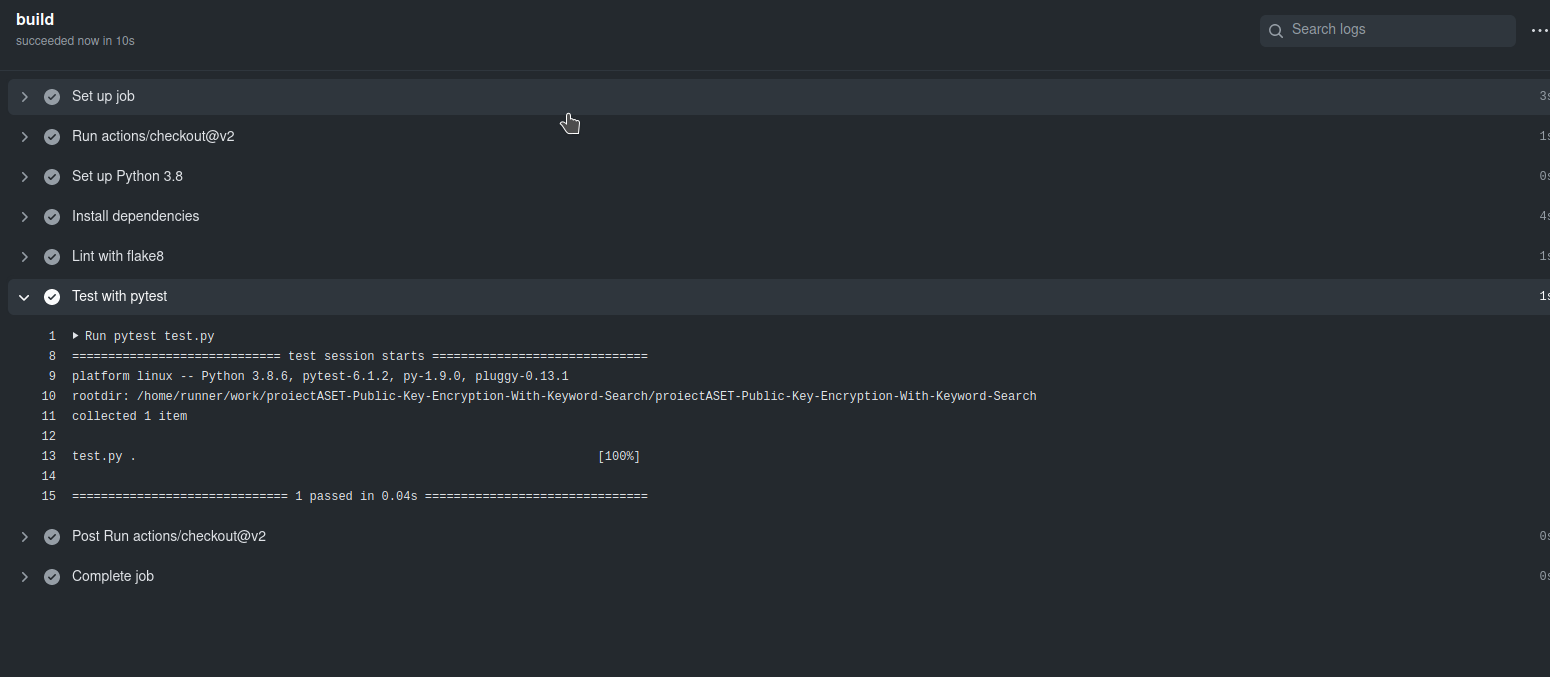 build
succeeded now in 10s
Search logs
Set up job 3s
Run actions/checkout@v2 1s
Set up Python 3.8 0s
Install dependencies 4s
Lint with flake8 1s
Test with pytest 1s
1 Run pytest test.py
8 ============================= test session starts ==============================
9 platform linux -- Python 3.8.6, pytest-6.1.2, py-1.9.0, pluggy-0.13.1
10 rootdir: /home/runner/work/proiectASET-Public-Key-Encryption-With-Keyword-Search/proiectASET-Public-Key-Encryption-With-Keyword-Search
11 collected 1 item
12
13 test.py . [100%]
14
15 ============================== 1 passed in 0.04s ===============================
Post Run actions/checkout@v2 0s
Complete job 0s